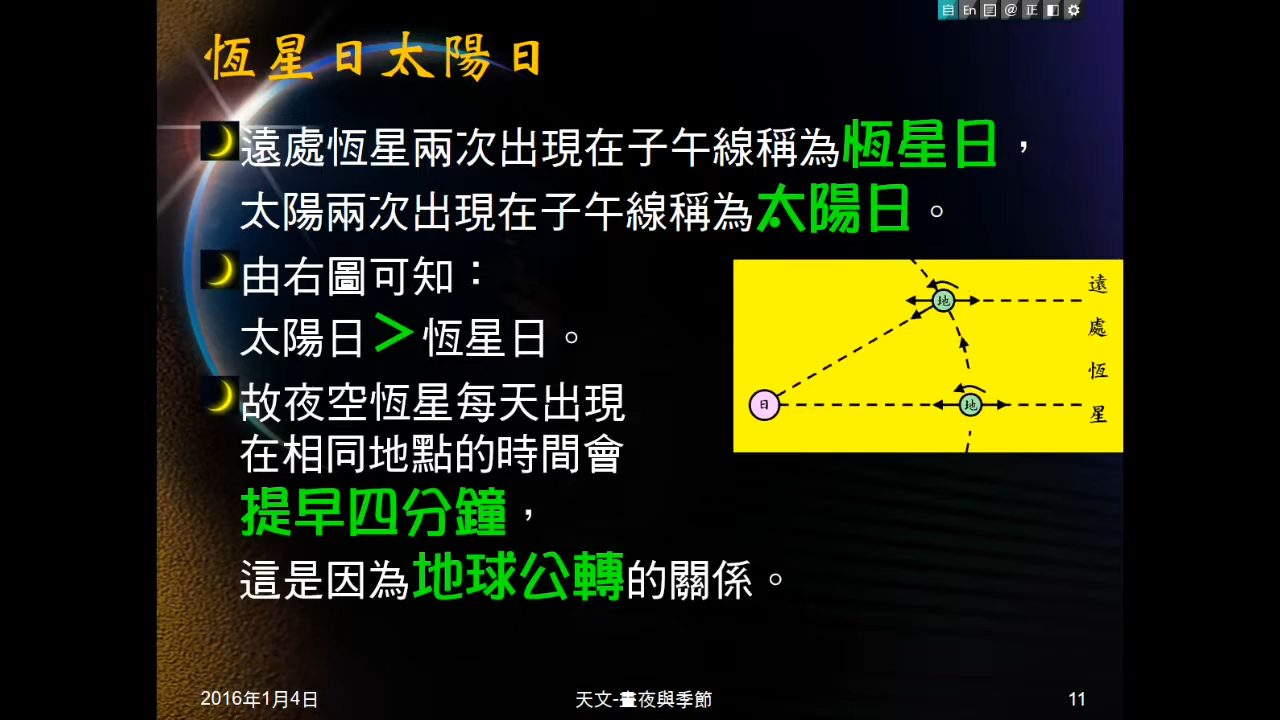 自 En @ 正
恆星日太陽日
遠處恆星兩次出現在子午線稱為恆星日，
太陽兩次出現在子午線稱為太陽日。
由右圖可知：
太陽日＞恆星日。
故夜空恆星每天出現
在相同地點的時間會
提早四分鐘，
這是因為地球公轉的關係。
地
日
地
遠
處
恆
星
2016年1月4日
天文-晝夜與季節
11